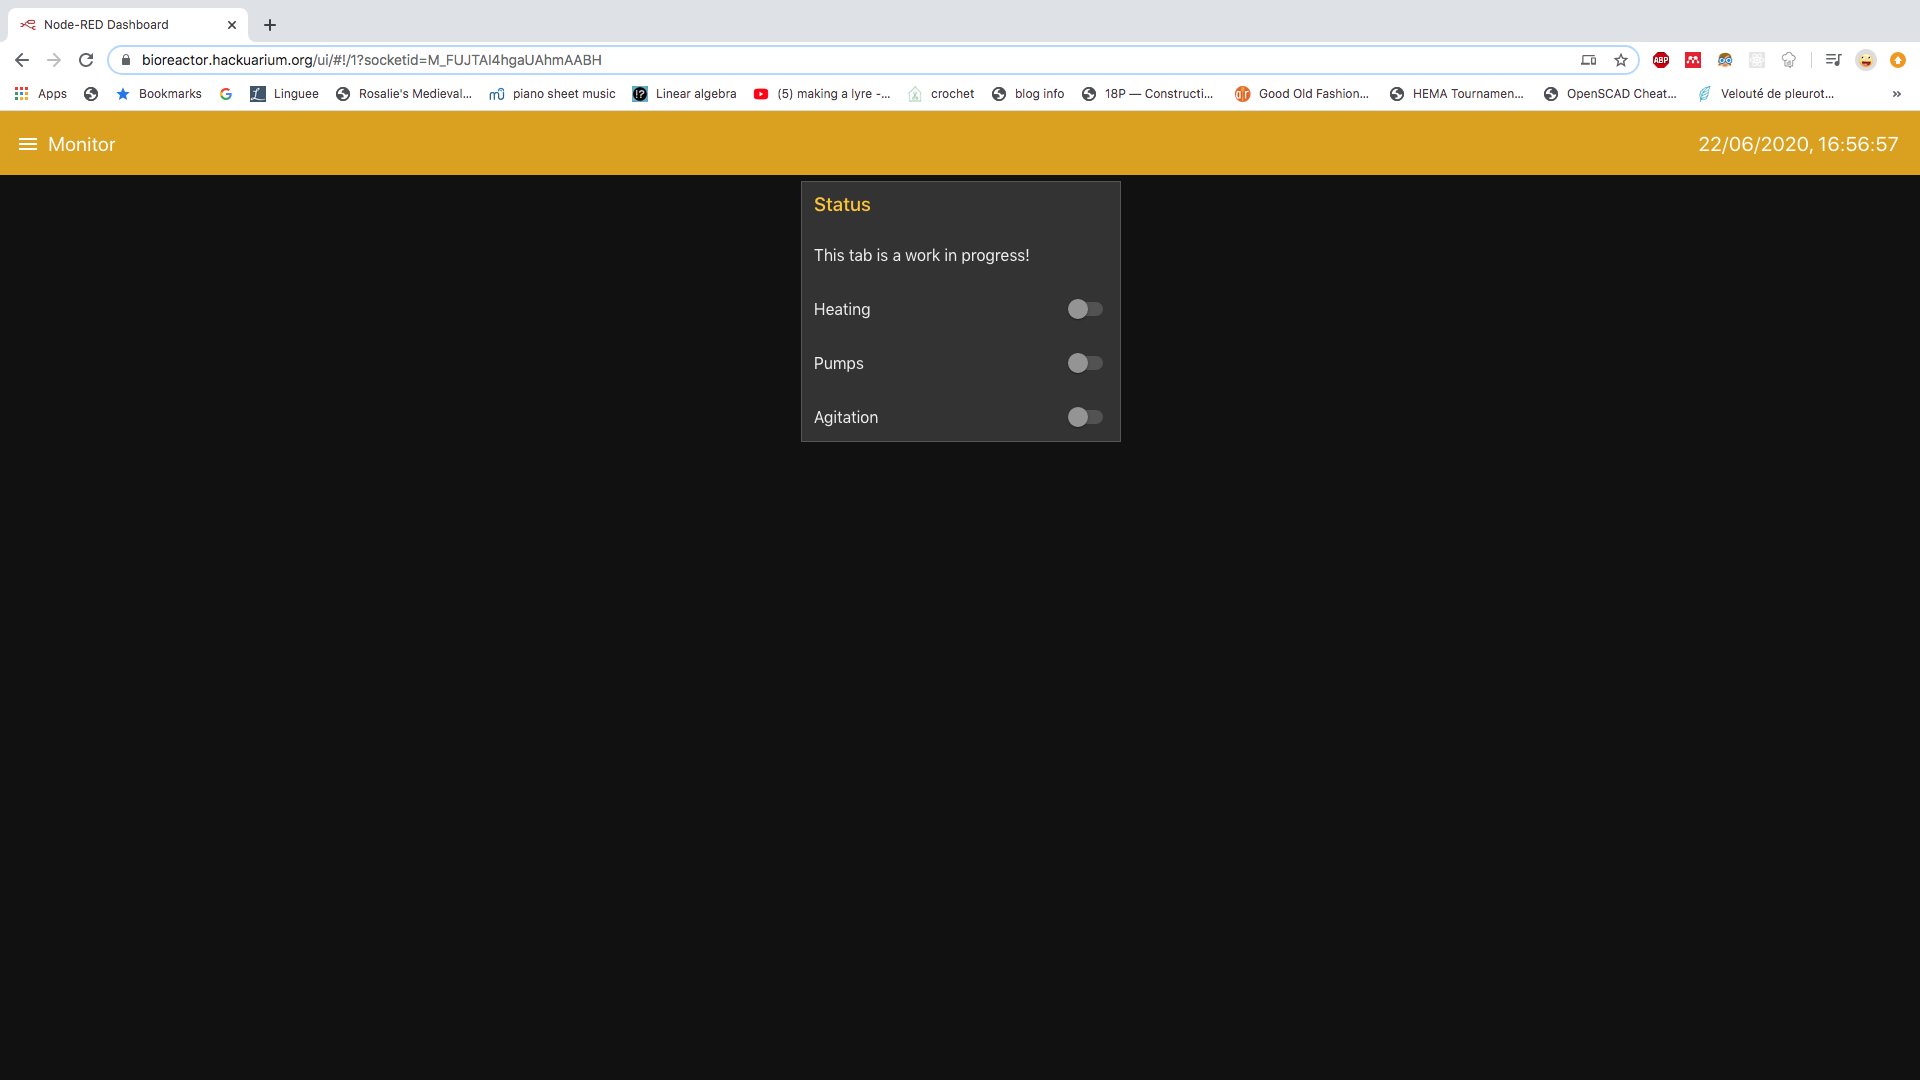 Node-RED Dashboard
bioreactor.hackuarium.org/ui/#!/1?socketid=M_FUJTAl4hgaUAhmAABH
ABP
Apps Bookmarks Linguee Rosalie's Medieval... piano sheet music Linear algebra (5) making a lyre -... crochet blog info 18P — Constructi... Good Old Fashion... HEMA Tournamen... OpenSCAD Cheat... Velouté de pleurot... »
Monitor 22/06/2020, 16:56:57
Status
This tab is a work in progress!
Heating
Pumps
Agitation